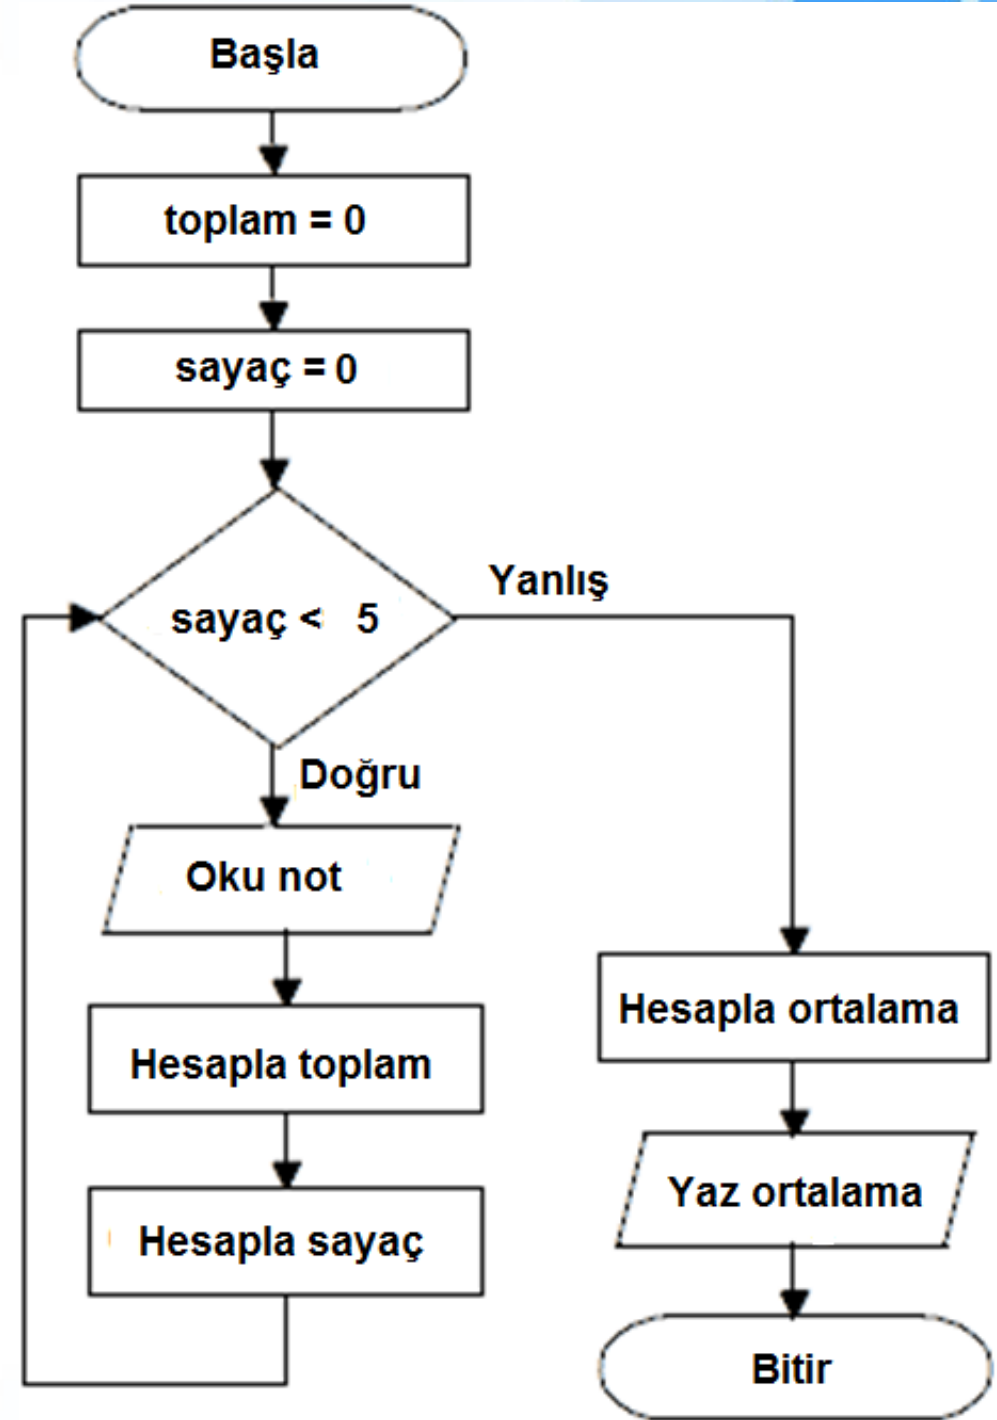 Başla
toplam = 0
sayaç = 0
sayaç < 5
Yanlış
Doğru
Oku not
Hesapla toplam
Hesapla sayaç
Hesapla ortalama
Yaz ortalama
Bitir